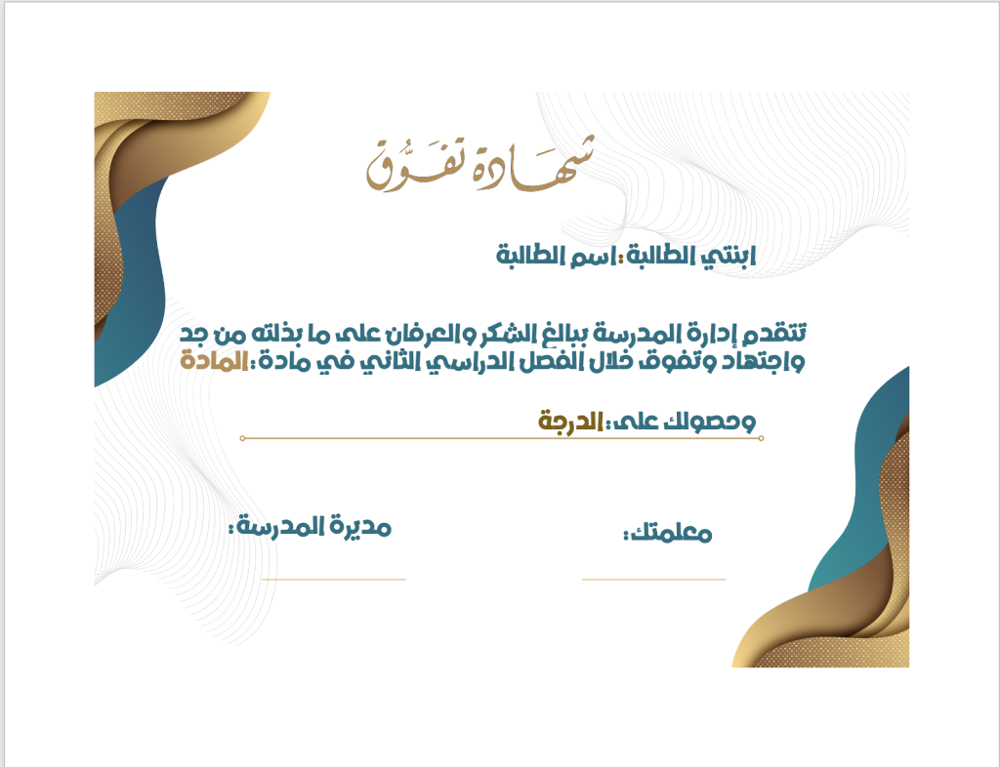 شهادة تفوُّق
ابنتي الطالبة:اسم الطالبة
تتقدم إدارة المدرسة ببالغ الشكر والعرفان على ما بذلته من جد
واجتهاد وتفوق خلال الفصل الدراسي الثاني في مادة:المادة
وحصولك على:الدرجة
معلمتك:
مديرة المدرسة: